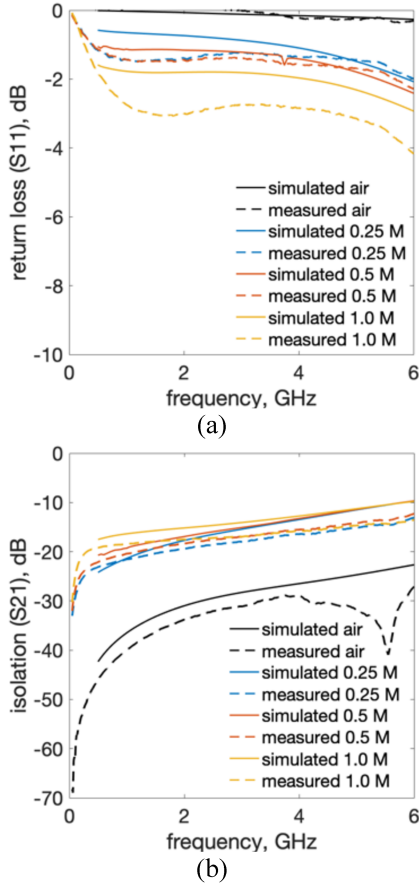 0
-2
-4
-6
-8
-10
return loss (S11), dB
simulated air
measured air
simulated 0.25 M
measured 0.25 M
simulated 0.5 M
measured 0.5 M
simulated 1.0 M
measured 1.0 M
0 2 4 6
frequency, GHz
(a)
0
-10
-20
-30
-40
-50
-60
-70
isolation (S21), dB
simulated air
measured air
simulated 0.25 M
measured 0.25 M
simulated 0.5 M
measured 0.5 M
simulated 1.0 M
measured 1.0 M
0 2 4 6
frequency, GHz
(b)